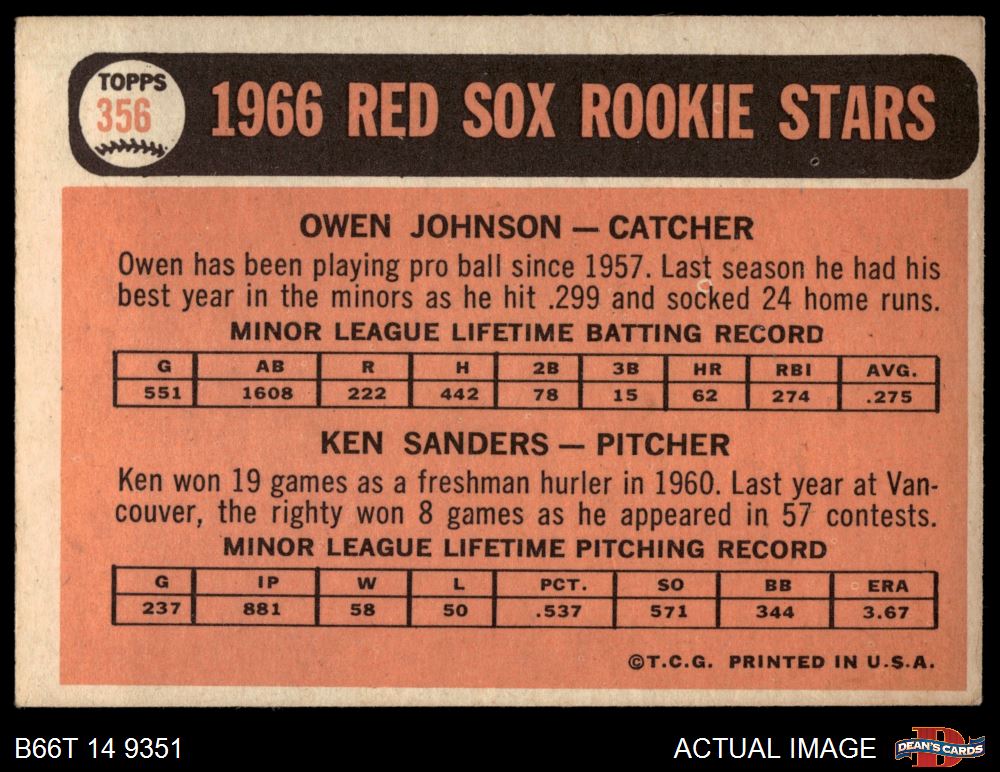 TOPPS
356
1966 RED SOX ROOKIE STARS
OWEN JOHNSON — CATCHER
Owen has been playing pro ball since 1957. Last season he had his
best year in the minors as he hit .299 and socked 24 home runs.
MINOR LEAGUE LIFETIME BATTING RECORD
G AB R H 2B 3B HR RBI AVG.
551 1608 222 442 78 15 62 274 .275
KEN SANDERS — PITCHER
Ken won 19 games as a freshman hurler in 1960. Last year at Van-
couver, the righty won 8 games as he appeared in 57 contests.
MINOR LEAGUE LIFETIME PITCHING RECORD
G IP W L PCT. SO BB ERA
237 881 58 50 .537 571 344 3.67
©T.C.G. PRINTED IN U.S.A.
B66T 14 9351
ACTUAL IMAGE
D
DEAN'S CARDS